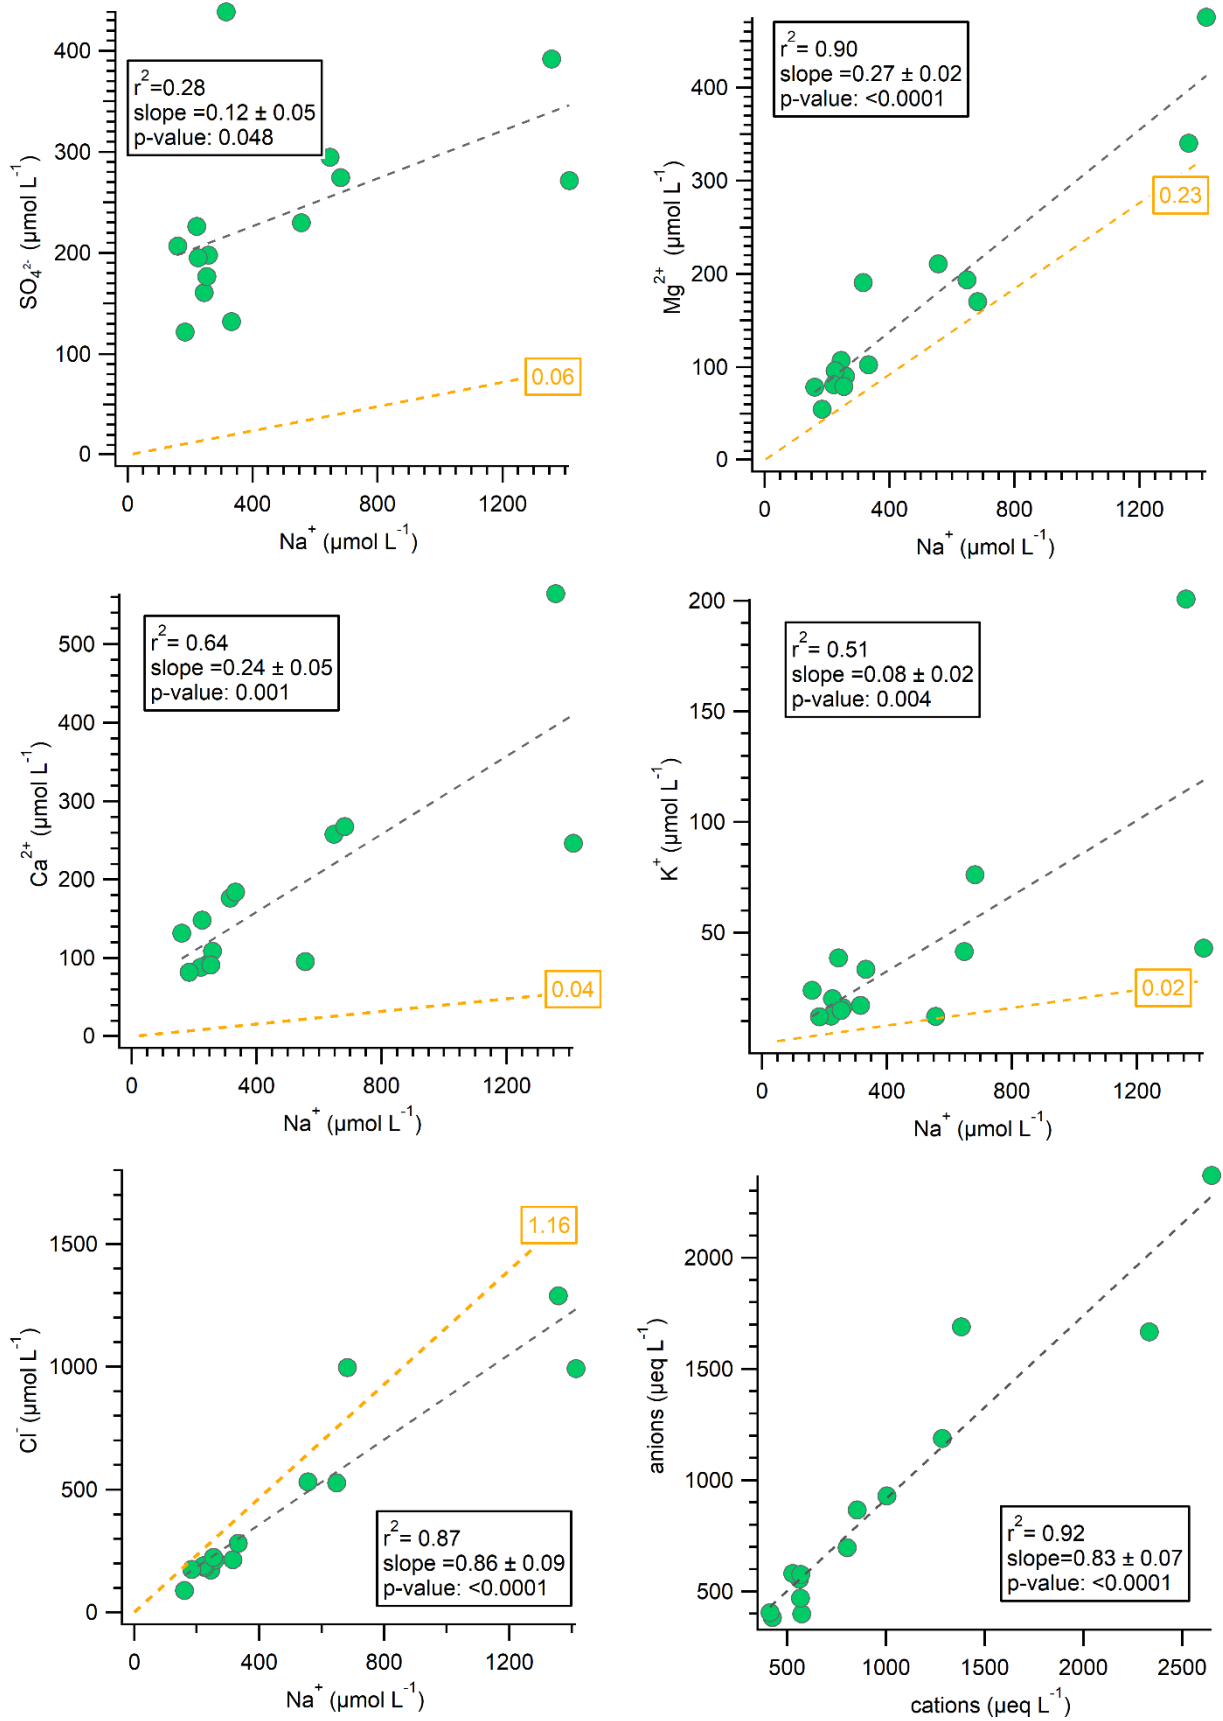 400
300
200
100
0
SO₄²⁻ (µmol L⁻¹)
r²=0.28
slope =0.12 ± 0.05
p-value: 0.048
0.06
0 400 800 1200
Na⁺ (µmol L⁻¹)
400
300
200
100
0
Mg²⁺ (µmol L⁻¹)
r²= 0.90
slope =0.27 ± 0.02
p-value: <0.0001
0.23
0 400 800 1200
Na⁺ (µmol L⁻¹)
500
400
300
200
100
0
Ca²⁺ (µmol L⁻¹)
r²= 0.64
slope =0.24 ± 0.05
p-value: 0.001
0.04
0 400 800 1200
Na⁺ (µmol L⁻¹)
200
150
100
50
K⁺ (µmol L⁻¹)
r²= 0.51
slope =0.08 ± 0.02
p-value: 0.004
0.02
0 400 800 1200
Na⁺ (µmol L⁻¹)
1500
1000
500
0
Cl⁻ (µmol L⁻¹)
1.16
r²= 0.87
slope =0.86 ± 0.09
p-value: <0.0001
0 400 800 1200
Na⁺ (µmol L⁻¹)
2000
1500
1000
500
anions (µeq L⁻¹)
r²= 0.92
slope=0.83 ± 0.07
p-value: <0.0001
500 1000 1500 2000 2500
cations (µeq L⁻¹)